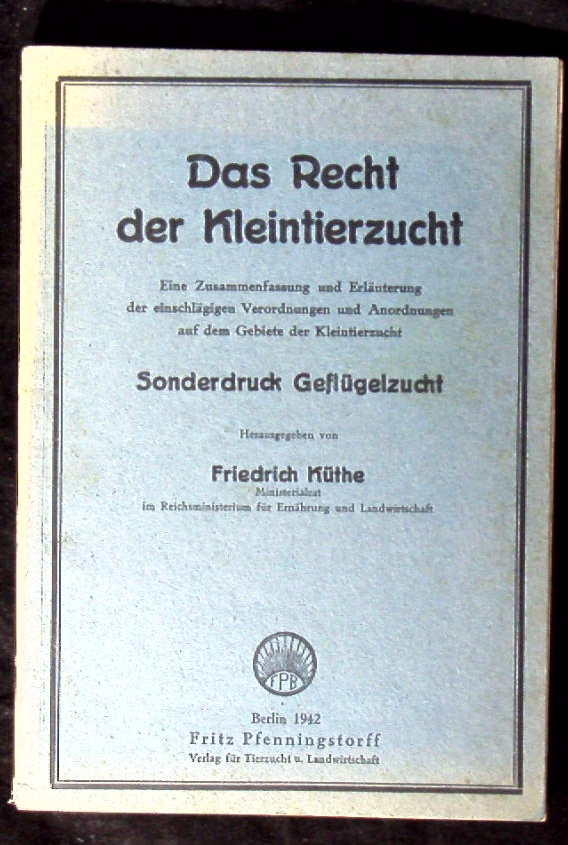 Das Recht
der Kleintierzucht
Eine Zusammenfassung und Erläuterung
der einschlägigen Verordnungen und Anordnungen
auf dem Gebiete der Kleintierzucht
Sonderdruck Geflügelzucht
Herausgegeben von
Friedrich Küthe
Ministerialrat
im Reichsministerium für Ernährung und Landwirtschaft
FPB
Berlin 1942
Fritz Pfenningstorff
Verlag für Tierzucht u. Landwirtschaft